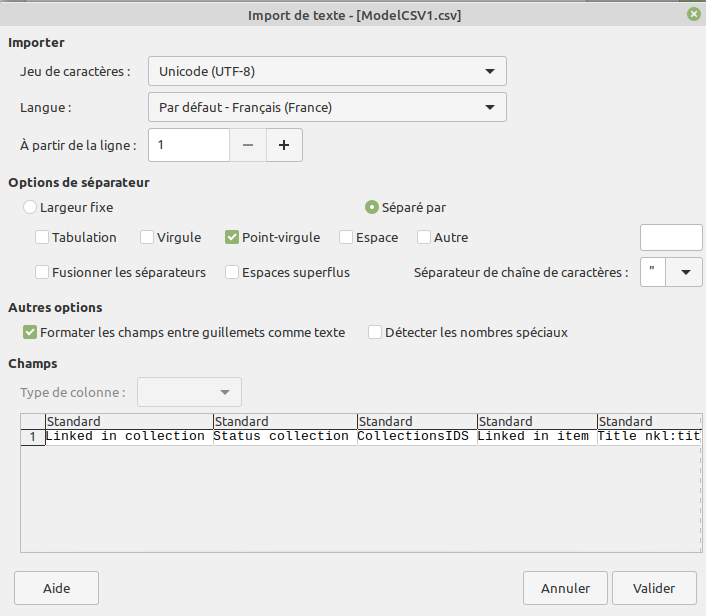 Import de texte - [ModelCSV1.csv]
Importer
Jeu de caractères : Unicode (UTF-8)
Langue : Par défaut - Français (France)
À partir de la ligne : 1
Options de séparateur
Largeur fixe Séparé par
Tabulation Virgule Point-virgule Espace Autre
Fusionner les séparateurs Espaces superflus Séparateur de chaîne de caractères : "
Autres options
Formater les champs entre guillemets comme texte Détecter les nombres spéciaux
Champs
Type de colonne :
Standard Standard Standard Standard Standard
1 Linked in collection Status collection CollectionsIDS Linked in item Title nkl:tit
Aide Annuler Valider